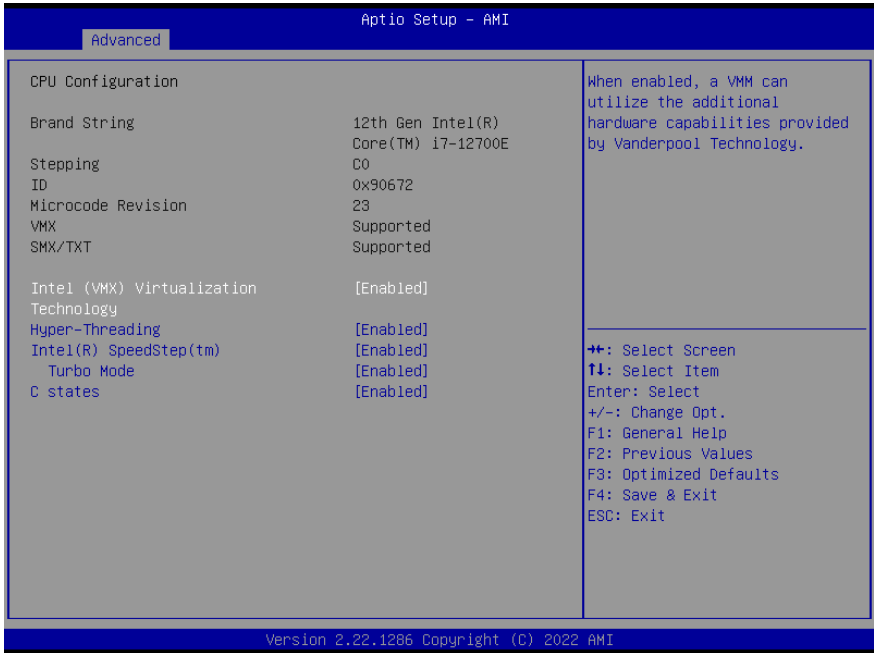 Aptio Setup – AMI
Advanced
CPU Configuration
Brand String 12th Gen Intel(R)
Core(TM) i7-12700E
Stepping C0
ID 0x90672
Microcode Revision 23
VMX Supported
SMX/TXT Supported
Intel (VMX) Virtualization [Enabled]
Technology
Hyper-Threading [Enabled]
Intel(R) SpeedStep(tm) [Enabled]
Turbo Mode [Enabled]
C states [Enabled]
When enabled, a VMM can
utilize the additional
hardware capabilities provided
by Vanderpool Technology.
→←: Select Screen
↑↓: Select Item
Enter: Select
+/-: Change Opt.
F1: General Help
F2: Previous Values
F3: Optimized Defaults
F4: Save & Exit
ESC: Exit
Version 2.22.1286 Copyright (C) 2022 AMI